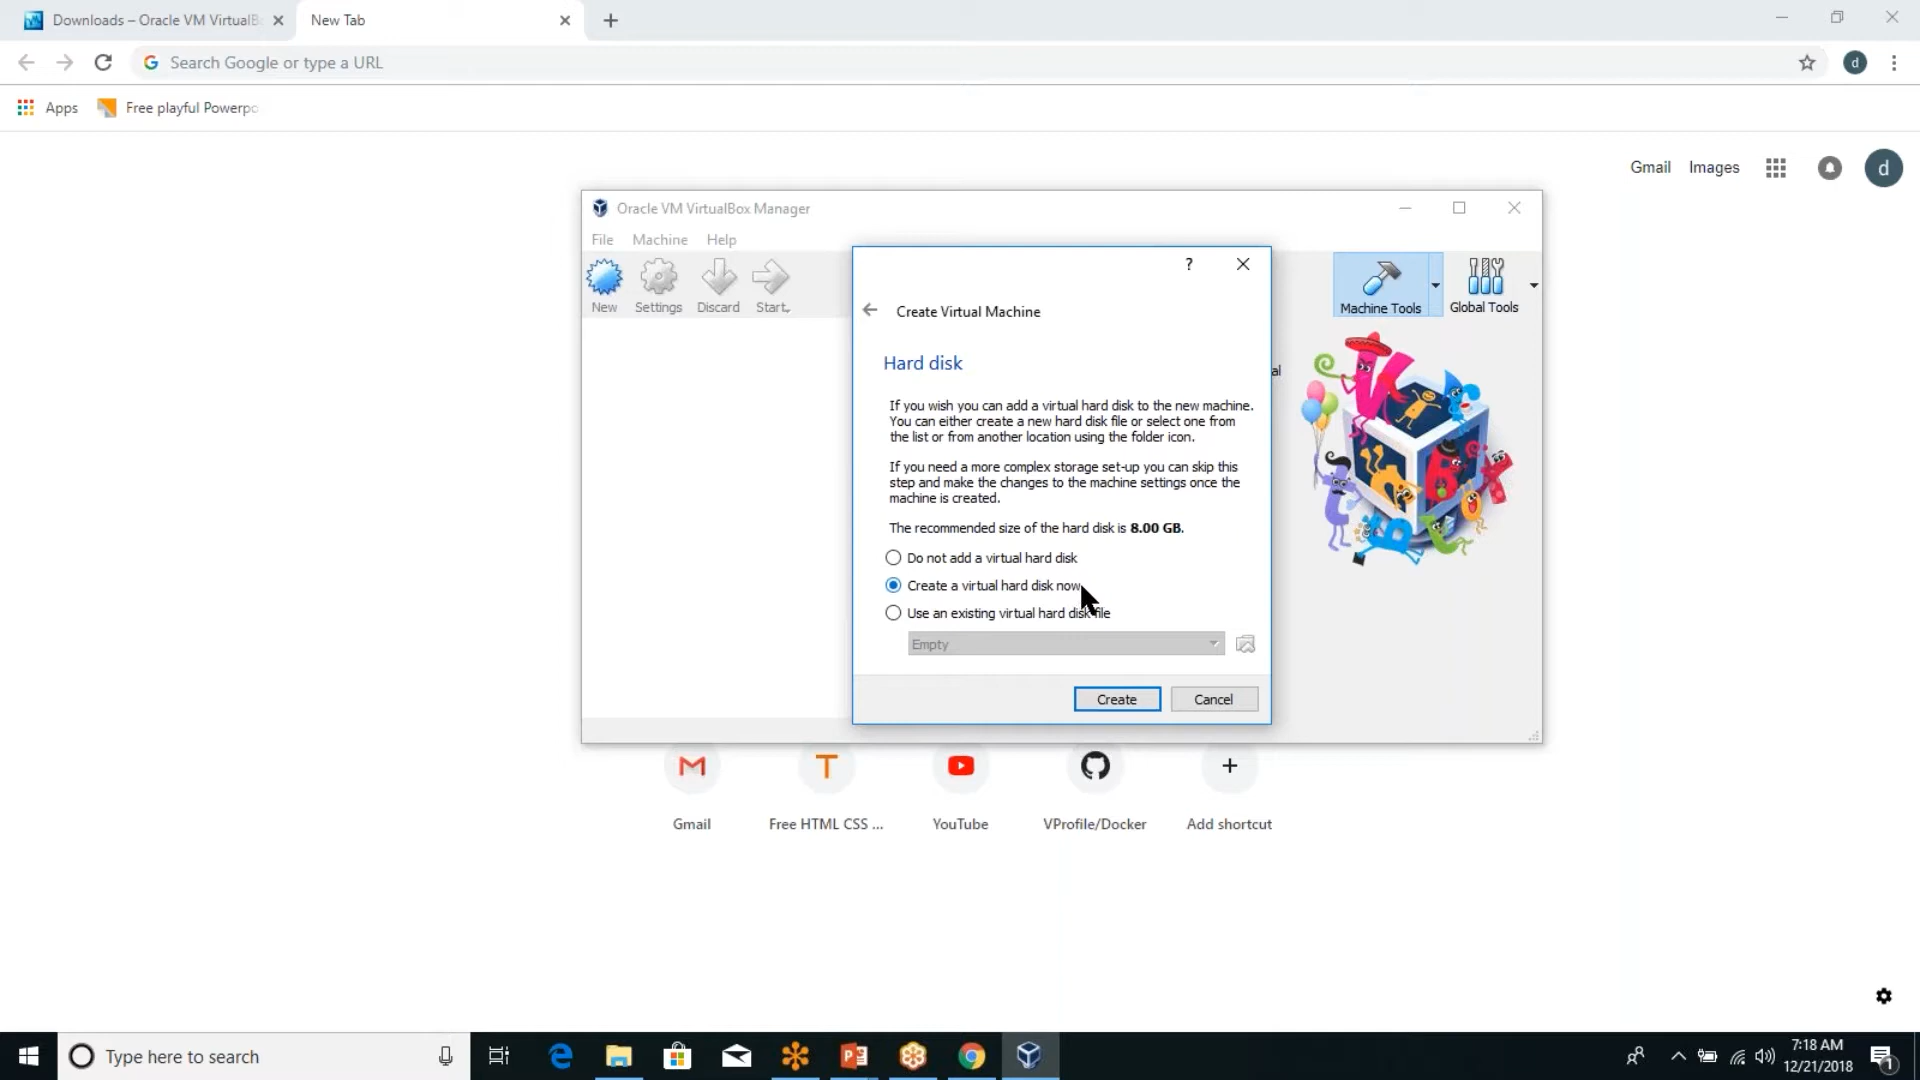 Downloads – Oracle VM VirtualB
New Tab
Search Google or type a URL
d
Apps
Free playful Powerpo
Gmail
Images
d
Oracle VM VirtualBox Manager
File
Machine
Help
New
Settings
Discard
Start
Machine Tools
Global Tools
?
Create Virtual Machine
Hard disk
al
If you wish you can add a virtual hard disk to the new machine.
You can either create a new hard disk file or select one from
the list or from another location using the folder icon.
If you need a more complex storage set-up you can skip this
step and make the changes to the machine settings once the
machine is created.
The recommended size of the hard disk is 8.00 GB.
Do not add a virtual hard disk
Create a virtual hard disk now
Use an existing virtual hard disk file
Empty
Create
Cancel
T
Gmail
Free HTML CSS ...
YouTube
VProfile/Docker
Add shortcut
Type here to search
7:18 AM
12/21/2018
1